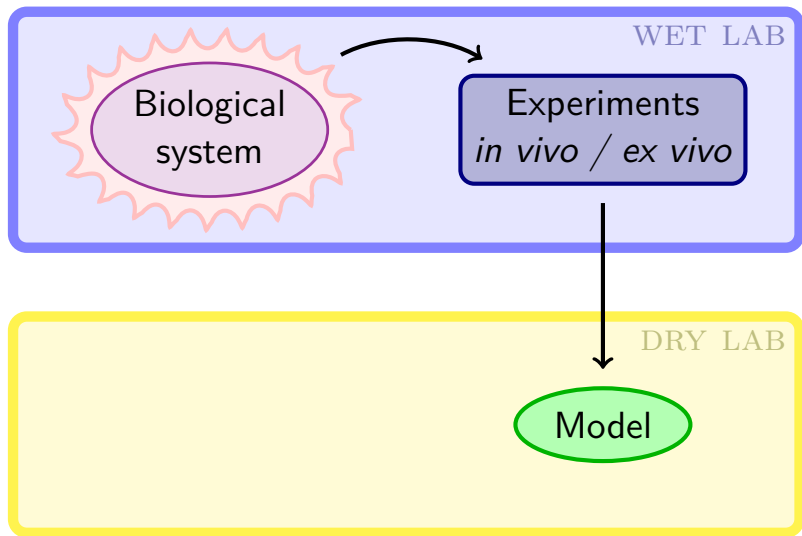 WET LAB
Biological
system
Experiments
in vivo / ex vivo
DRY LAB
Model